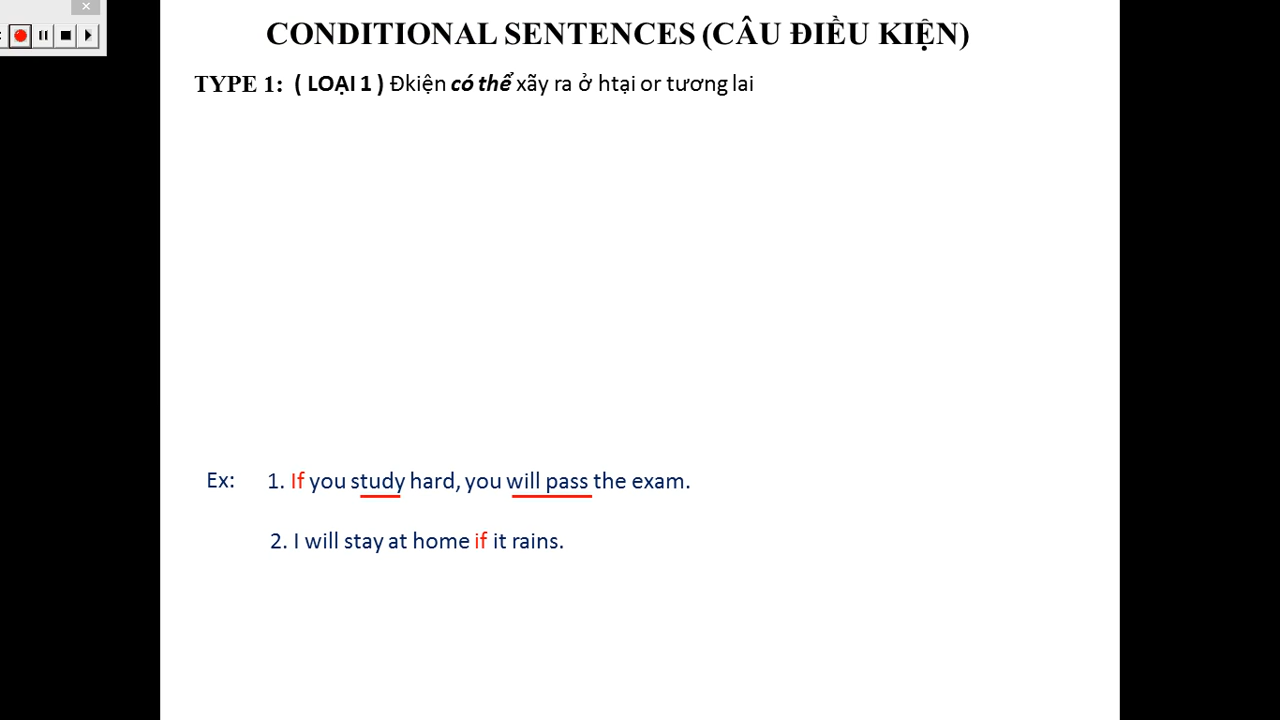 CONDITIONAL SENTENCES (CÂU ĐIỀU KIỆN)
TYPE 1: ( LOẠI 1 ) Đkiện có thể xãy ra ở htại or tương lai
Ex: 1. If you study hard, you will pass the exam.
2. I will stay at home if it rains.